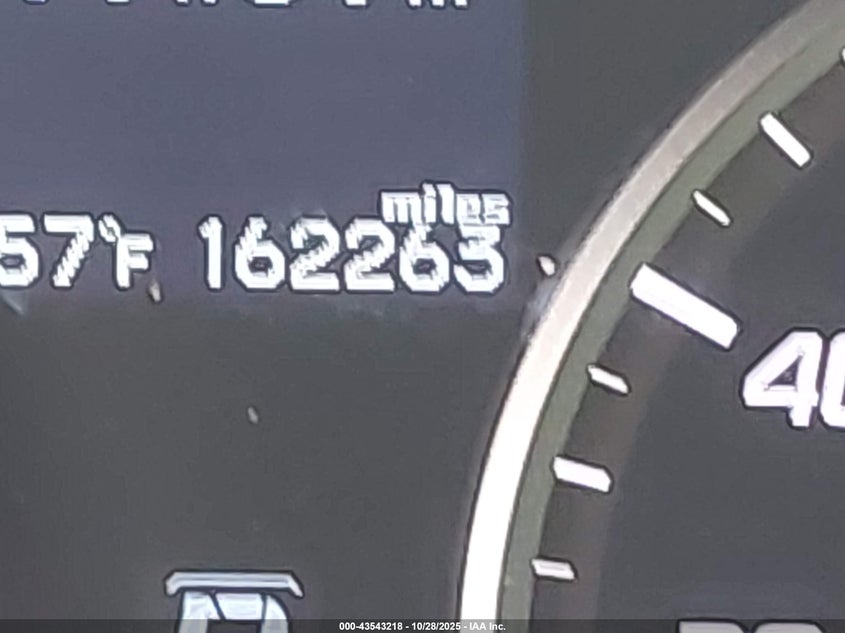 miles
57°F 162263
40
000-43543218 - 10/28/2025 - IAA Inc.